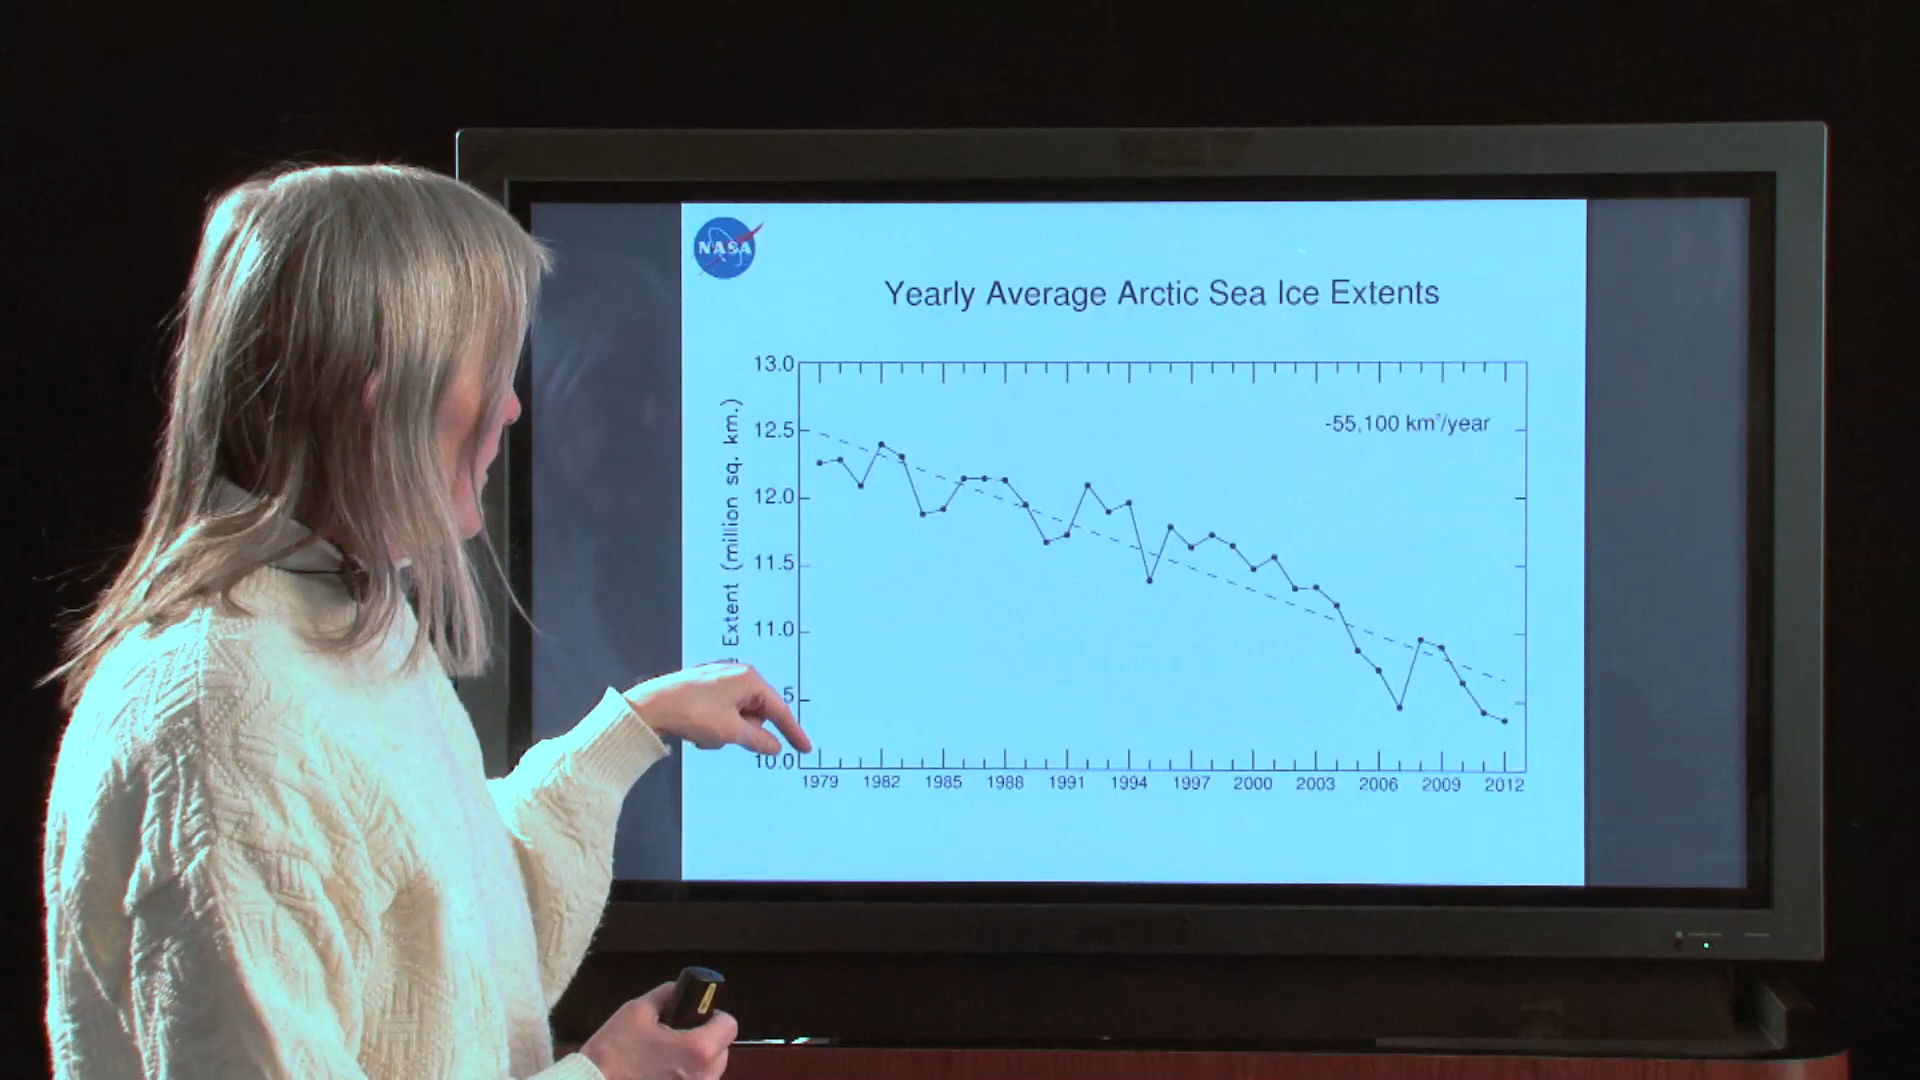 NASA
Yearly Average Arctic Sea Ice Extents
-55,100 km²/year
Extent (million sq. km.)
13.0
12.5
12.0
11.5
11.0
5
10.0
1979 1982 1985 1988 1991 1994 1997 2000 2003 2006 2009 2012